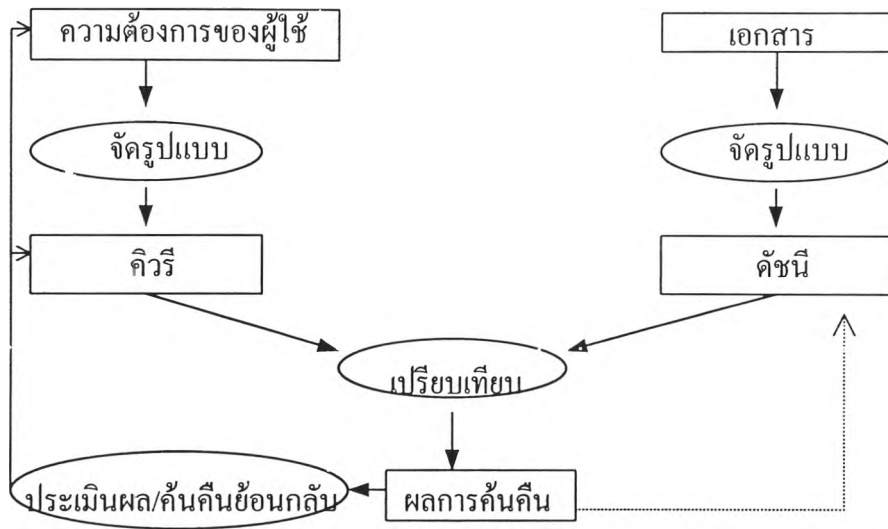 ความต้องการของผู้ใช้
เอกสาร
จัดรูปแบบ
จัดรูปแบบ
คิวรี
ดัชนี
เปรียบเทียบ
ประเมินผล/ค้นคืนย้อนกลับ
ผลการค้นคืน